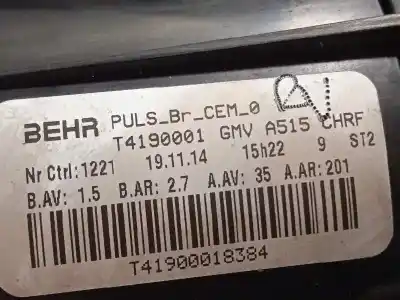 BEHR PULS_Br_CEM_0
T4190001 GMV A515 CHRF
Nr Ctrl:1221 19.11.14 15h22 9 ST2
B.AV: 1.5 B.AR: 2.7 A.AV: 35 A.AR:201
T41900018384